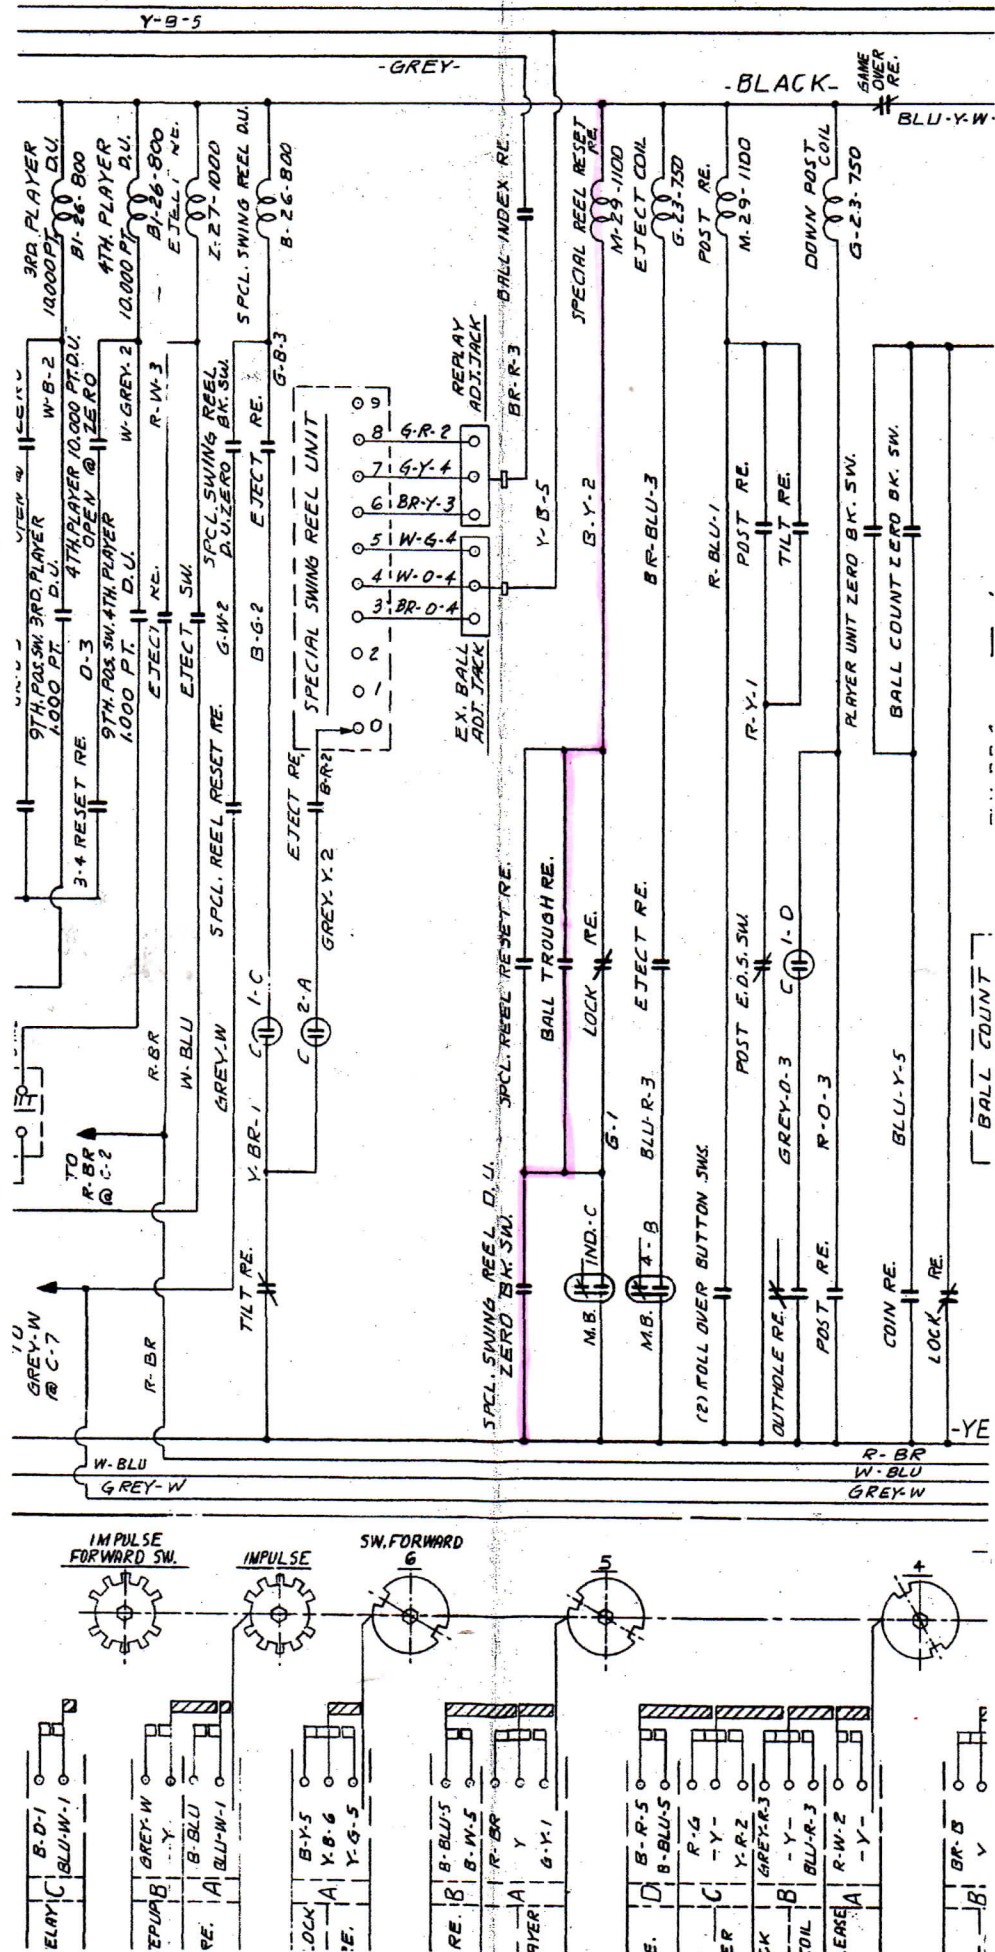 Y-B-5
-GREY-
-BLACK-
GAME
OVER
RE.
BLU-Y-W-
3RD. PLAYER
10,000 PT. D.U.
B1-26-800
4TH. PLAYER
10,000 PT. D.U.
B1-26-800
Z-27-1000
SPCL. SWING REEL D.U.
B-26-800
BALL INDEX RE.
SPECIAL REEL RESET
RE.
M-29-1100
EJECT COIL
G-23-750
POST RE.
M-29-1100
DOWN POST
COIL
G-23-750
W-B-2
4TH. PLAYER 10,000 PT. D.U.
OPEN @ ZERO
W-GREY-2
R-W-3
SPCL. SWING REEL
D.U. ZERO BK. SW.
G-B-3
EJECT RE.
REPLAY
ADJ. JACK
BR-R-3
Y-B-5
B-Y-2
BR-BLU-3
R-BLU-1
POST RE.
TILT RE.
PLAYER UNIT ZERO BK. SW.
BALL COUNT ZERO BK. SW.
SPECIAL SWING REEL UNIT
9
8 G-R-2
7 G-Y-4
6 BR-Y-3
5 W-G-4
4 W-O-4
3 BR-O-4
2
1
0
EX. BALL
ADJ. JACK
9TH. POS. SW. 3RD. PLAYER
1,000 PT. D.U.
O-3
9TH. POS. SW. 4TH. PLAYER
1,000 PT. D.U.
EJECT RE.
EJECT SW.
G-W-2
B-G-2
3-4 RESET RE.
SPCL. REEL RESET RE.
EJECT RE.
B-R-2
GREY-Y-2
R-Y-1
SPCL. REEL RESET RE.
BALL TROUGH RE.
LOCK RE.
EJECT RE.
POST E.O.S. SW.
C 1-D
C 1-C
C 2-A
R-BR
W-BLU
GREY-W
Y-BR-1
G-1
BLU-R-3
GREY-O-3
R-O-3
BLU-Y-5
BALL COUNT
TO
R-BR
@ C-2
GREY-W
@ C-7
R-BR
TILT RE.
SPCL. SWING REEL D.U.
ZERO BK. SW.
M.B. IND.-C
M.B. 4-B
(2) ROLL OVER BUTTON SWS.
OUTHOLE RE.
POST RE.
COIN RE.
LOCK RE.
-YE
W-BLU
GREY-W
R-BR
W-BLU
GREY-W
IMPULSE
FORWARD SW.
IMPULSE
SW. FORWARD
6
5
4
B-O-1
BLU-W-1
C
GREY-W
Y
B
B-BLU
BLU-W-1
A
B-Y-5
Y-B-6
Y-G-5
A
B-BLU-5
B-W-5
B
R-BR
Y
G-Y-1
A
B-R-5
B-BLU-5
D
R-G
-Y-
Y-R-2
C
GREY-R-3
-Y-
BLU-R-3
B
R-W-2
-Y-
A
BR-B
B